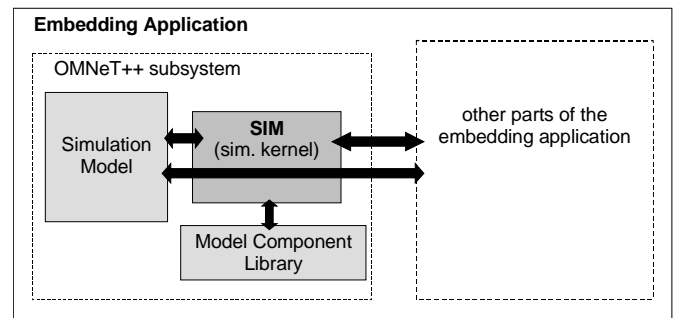 Embedding Application
OMNeT++ subsystem
Simulation
Model
SIM
(sim. kernel)
Model Component
Library
other parts of the
embedding application